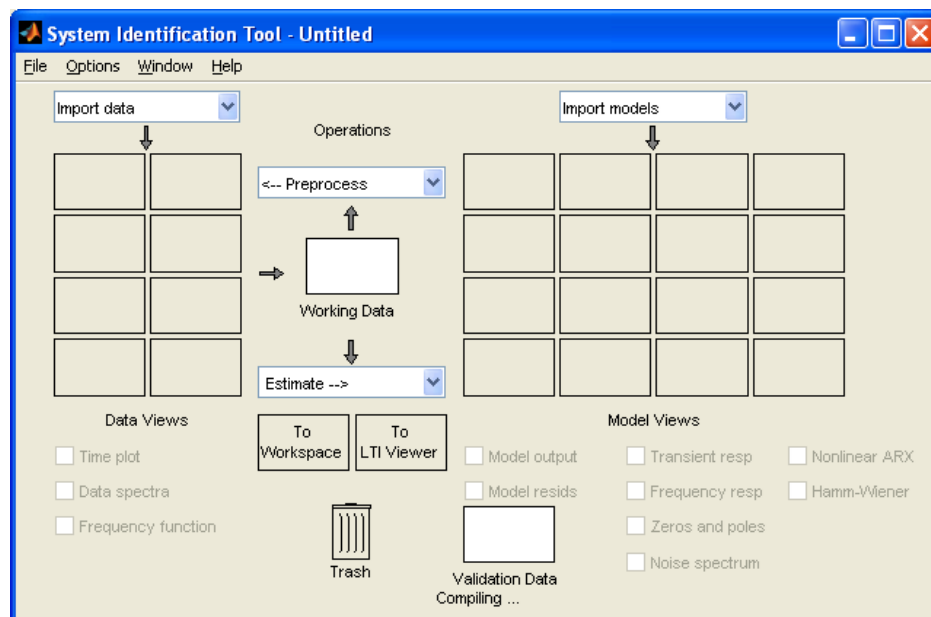 System Identification Tool - Untitled
File Options Window Help
Import data
Import models
Operations
<-- Preprocess
Working Data
Estimate -->
Data Views
Model Views
To Workspace
To LTI Viewer
Time plot
Data spectra
Frequency function
Model output
Model resids
Transient resp
Frequency resp
Zeros and poles
Noise spectrum
Nonlinear ARX
Hamm-Wiener
Trash
Validation Data
Compiling ...